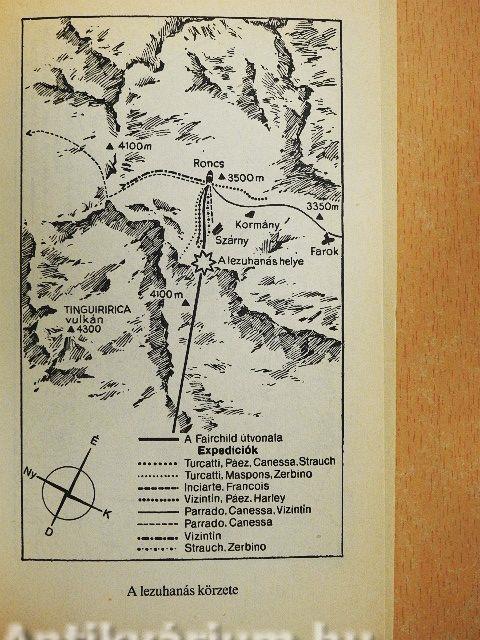 4100m
Roncs
3500m
3350m
Kormány
Szárny
Farok
A lezuhanás helye
4100m
TINGUIRIRICA
vulkán
4300
É
Ny
K
D
A Fairchild útvonala
Expedíciók
Turcatti, Páez, Canessa, Strauch
Turcatti, Maspons, Zerbino
Inciarte, Francois
Vizintín, Páez, Harley
Parrado, Canessa, Vizintín
Parrado, Canessa
Vizintín
Strauch, Zerbino
A lezuhanás körzete
Antikvárium.hu